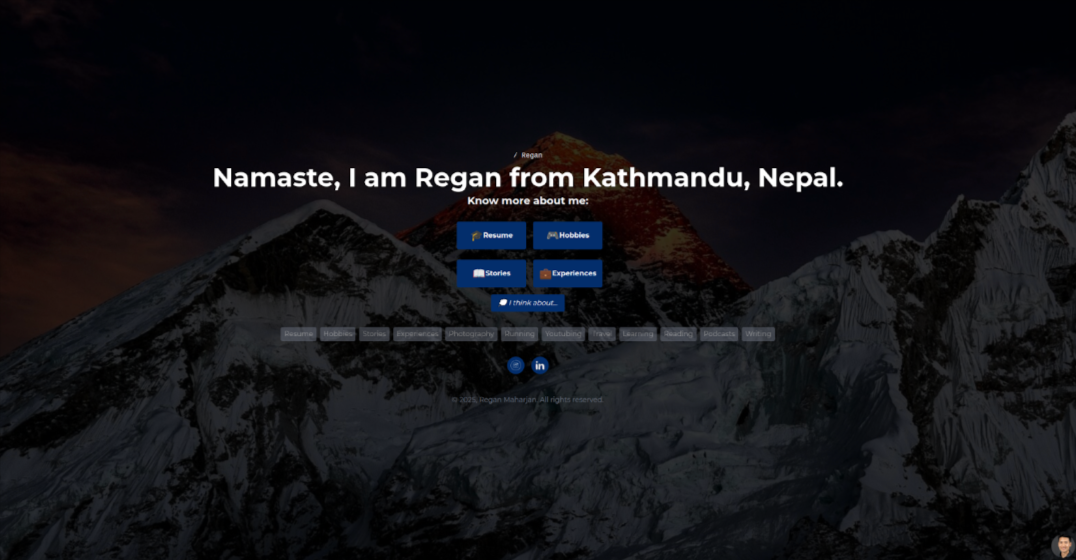 / Regan
Namaste, I am Regan from Kathmandu, Nepal.
Know more about me:
Resume Hobbies
Stories Experiences
I think about...
Resume Hobbies Stories Experiences Photography Running Youtubing Travel Learning Reading Podcasts Writing
in
© 2025, Regan Maharjan. All rights reserved.